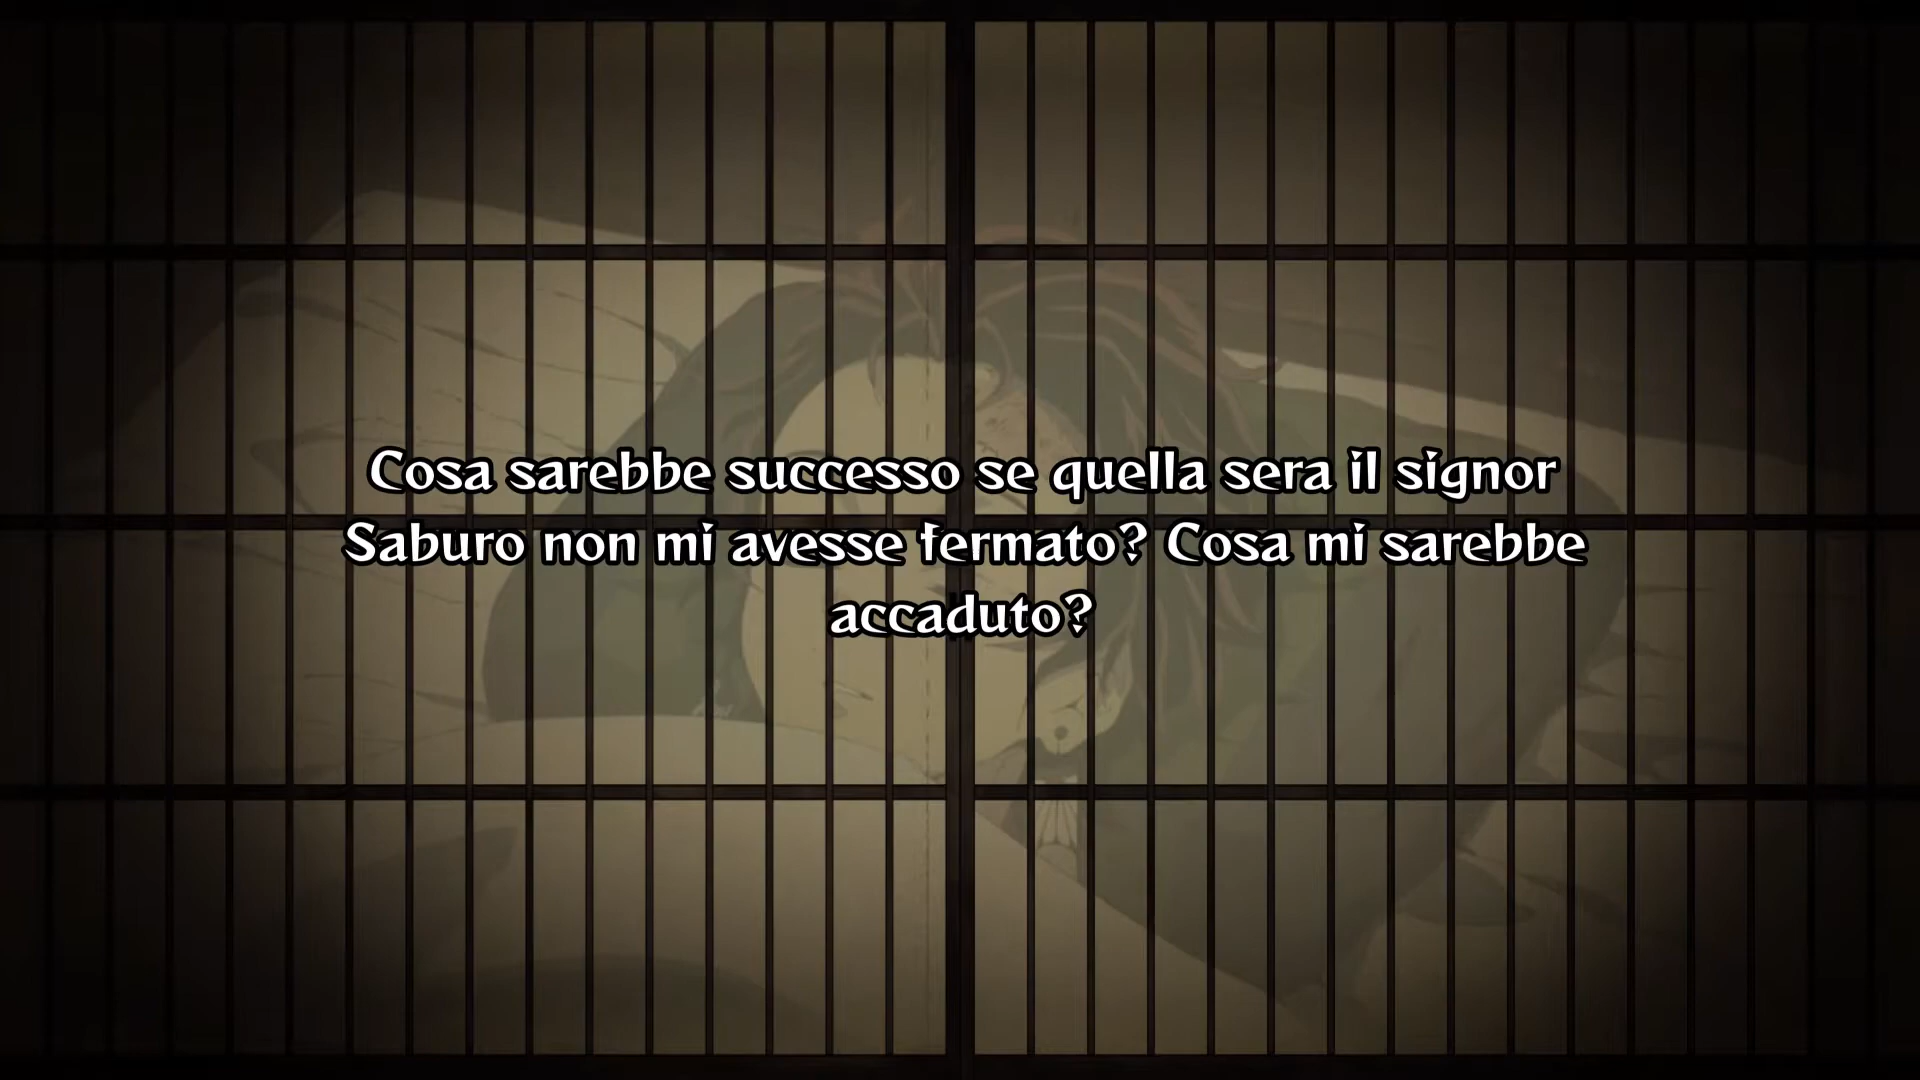 Cosa sarebbe successo se quella sera il signor
Saburo non mi avesse fermato? Cosa mi sarebbe
accaduto?